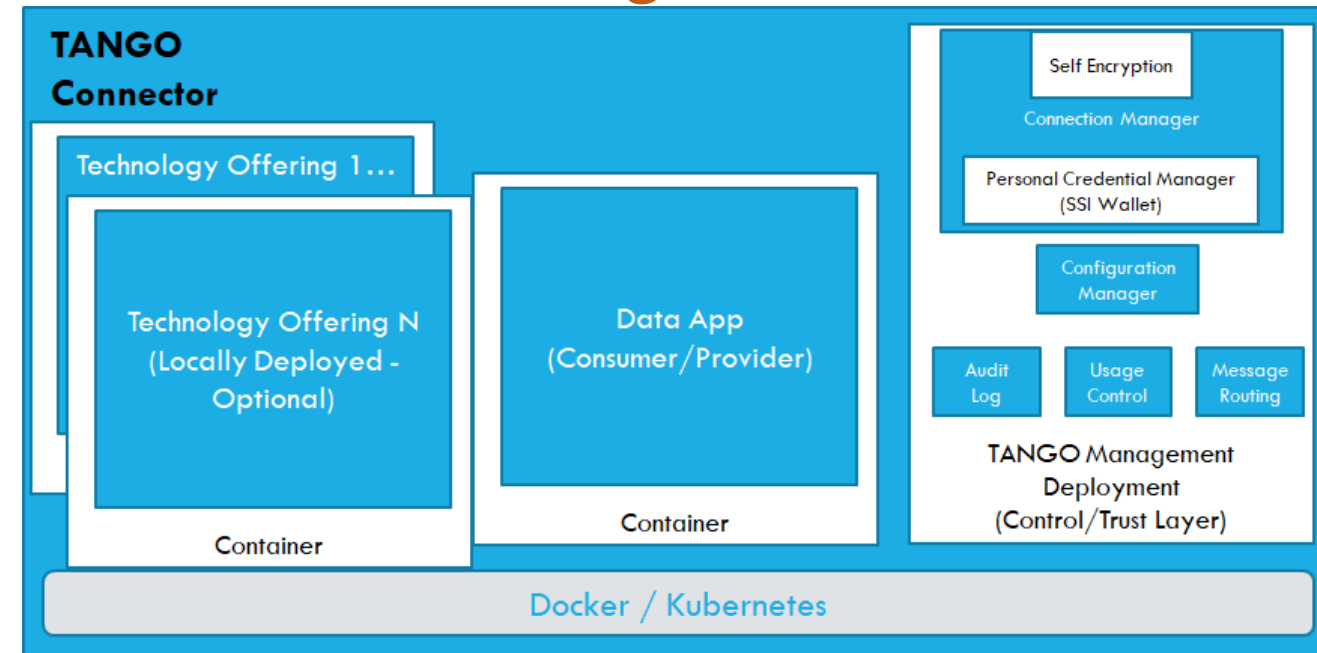 TANGO
Connector
Technology Offering 1...
Technology Offering N
(Locally Deployed -
Optional)
Container
Data App
(Consumer/Provider)
Container
Self Encryption
Connection Manager
Personal Credential Manager
(SSI Wallet)
Configuration
Manager
Audit
Log
Usage
Control
Message
Routing
TANGO Management
Deployment
(Control/Trust Layer)
Docker / Kubernetes